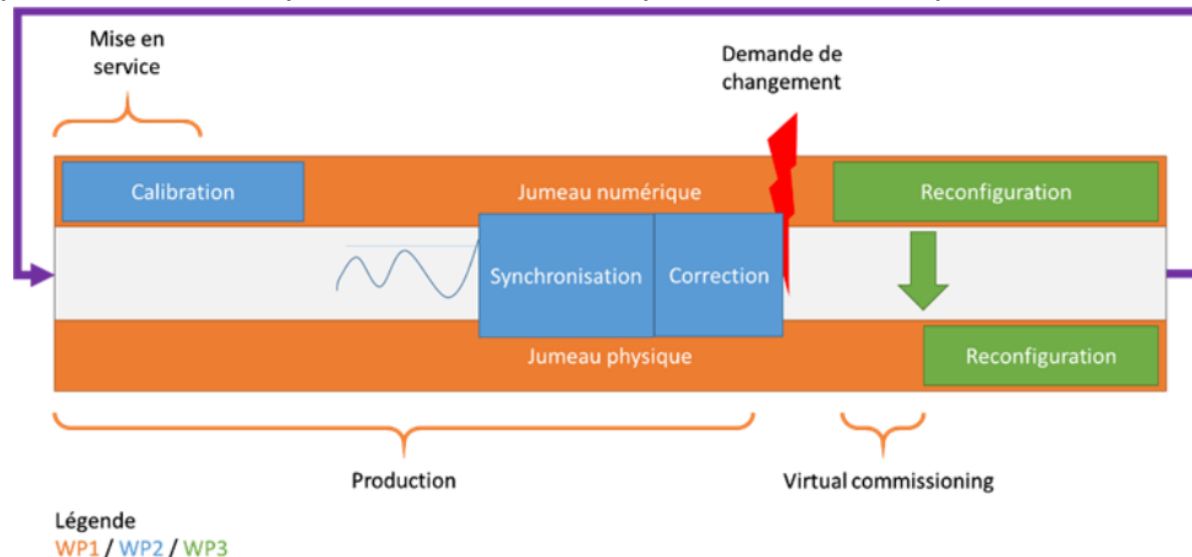 Mise en
service
Demande de
changement
Calibration
Jumeau numérique
Reconfiguration
Synchronisation
Correction
Jumeau physique
Reconfiguration
Production
Virtual commissioning
Légende
WP1 / WP2 / WP3